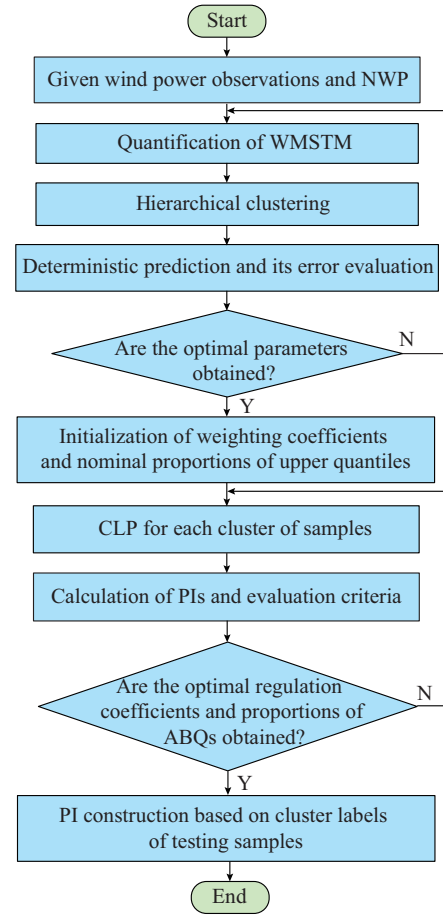 Start
Given wind power observations and NWP
Quantification of WMSTM
Hierarchical clustering
Deterministic prediction and its error evaluation
Are the optimal parameters
obtained?
N
Y
Initialization of weighting coefficients
and nominal proportions of upper quantiles
CLP for each cluster of samples
Calculation of PIs and evaluation criteria
Are the optimal regulation
coefficients and proportions of
ABQs obtained?
N
Y
PI construction based on cluster labels
of testing samples
End